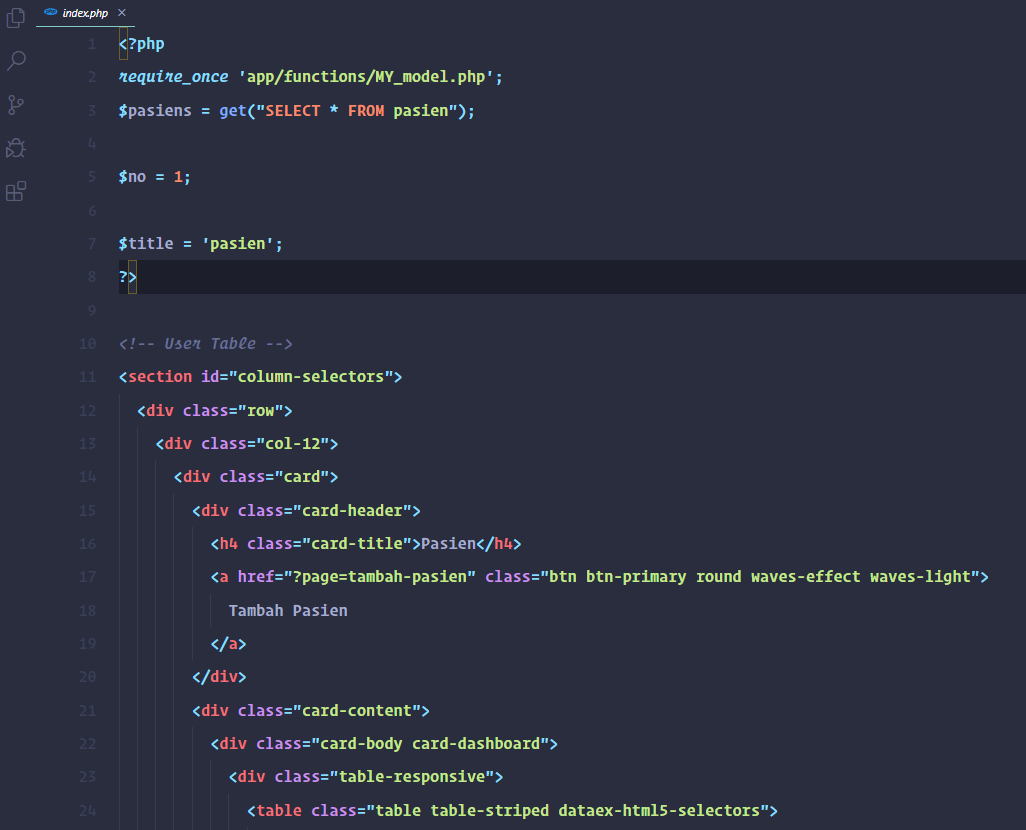 index.php ×
1 <?php
2 require_once 'app/functions/MY_model.php';
3 $pasiens = get("SELECT * FROM pasien");
4
5 $no = 1;
6
7 $title = 'pasien';
8 ?>
9
10 <!-- User Table -->
11 <section id="column-selectors">
12 <div class="row">
13 <div class="col-12">
14 <div class="card">
15 <div class="card-header">
16 <h4 class="card-title">Pasien</h4>
17 <a href="?page=tambah-pasien" class="btn btn-primary round waves-effect waves-light">
18 Tambah Pasien
19 </a>
20 </div>
21 <div class="card-content">
22 <div class="card-body card-dashboard">
23 <div class="table-responsive">
24 <table class="table table-striped dataex-html5-selectors">